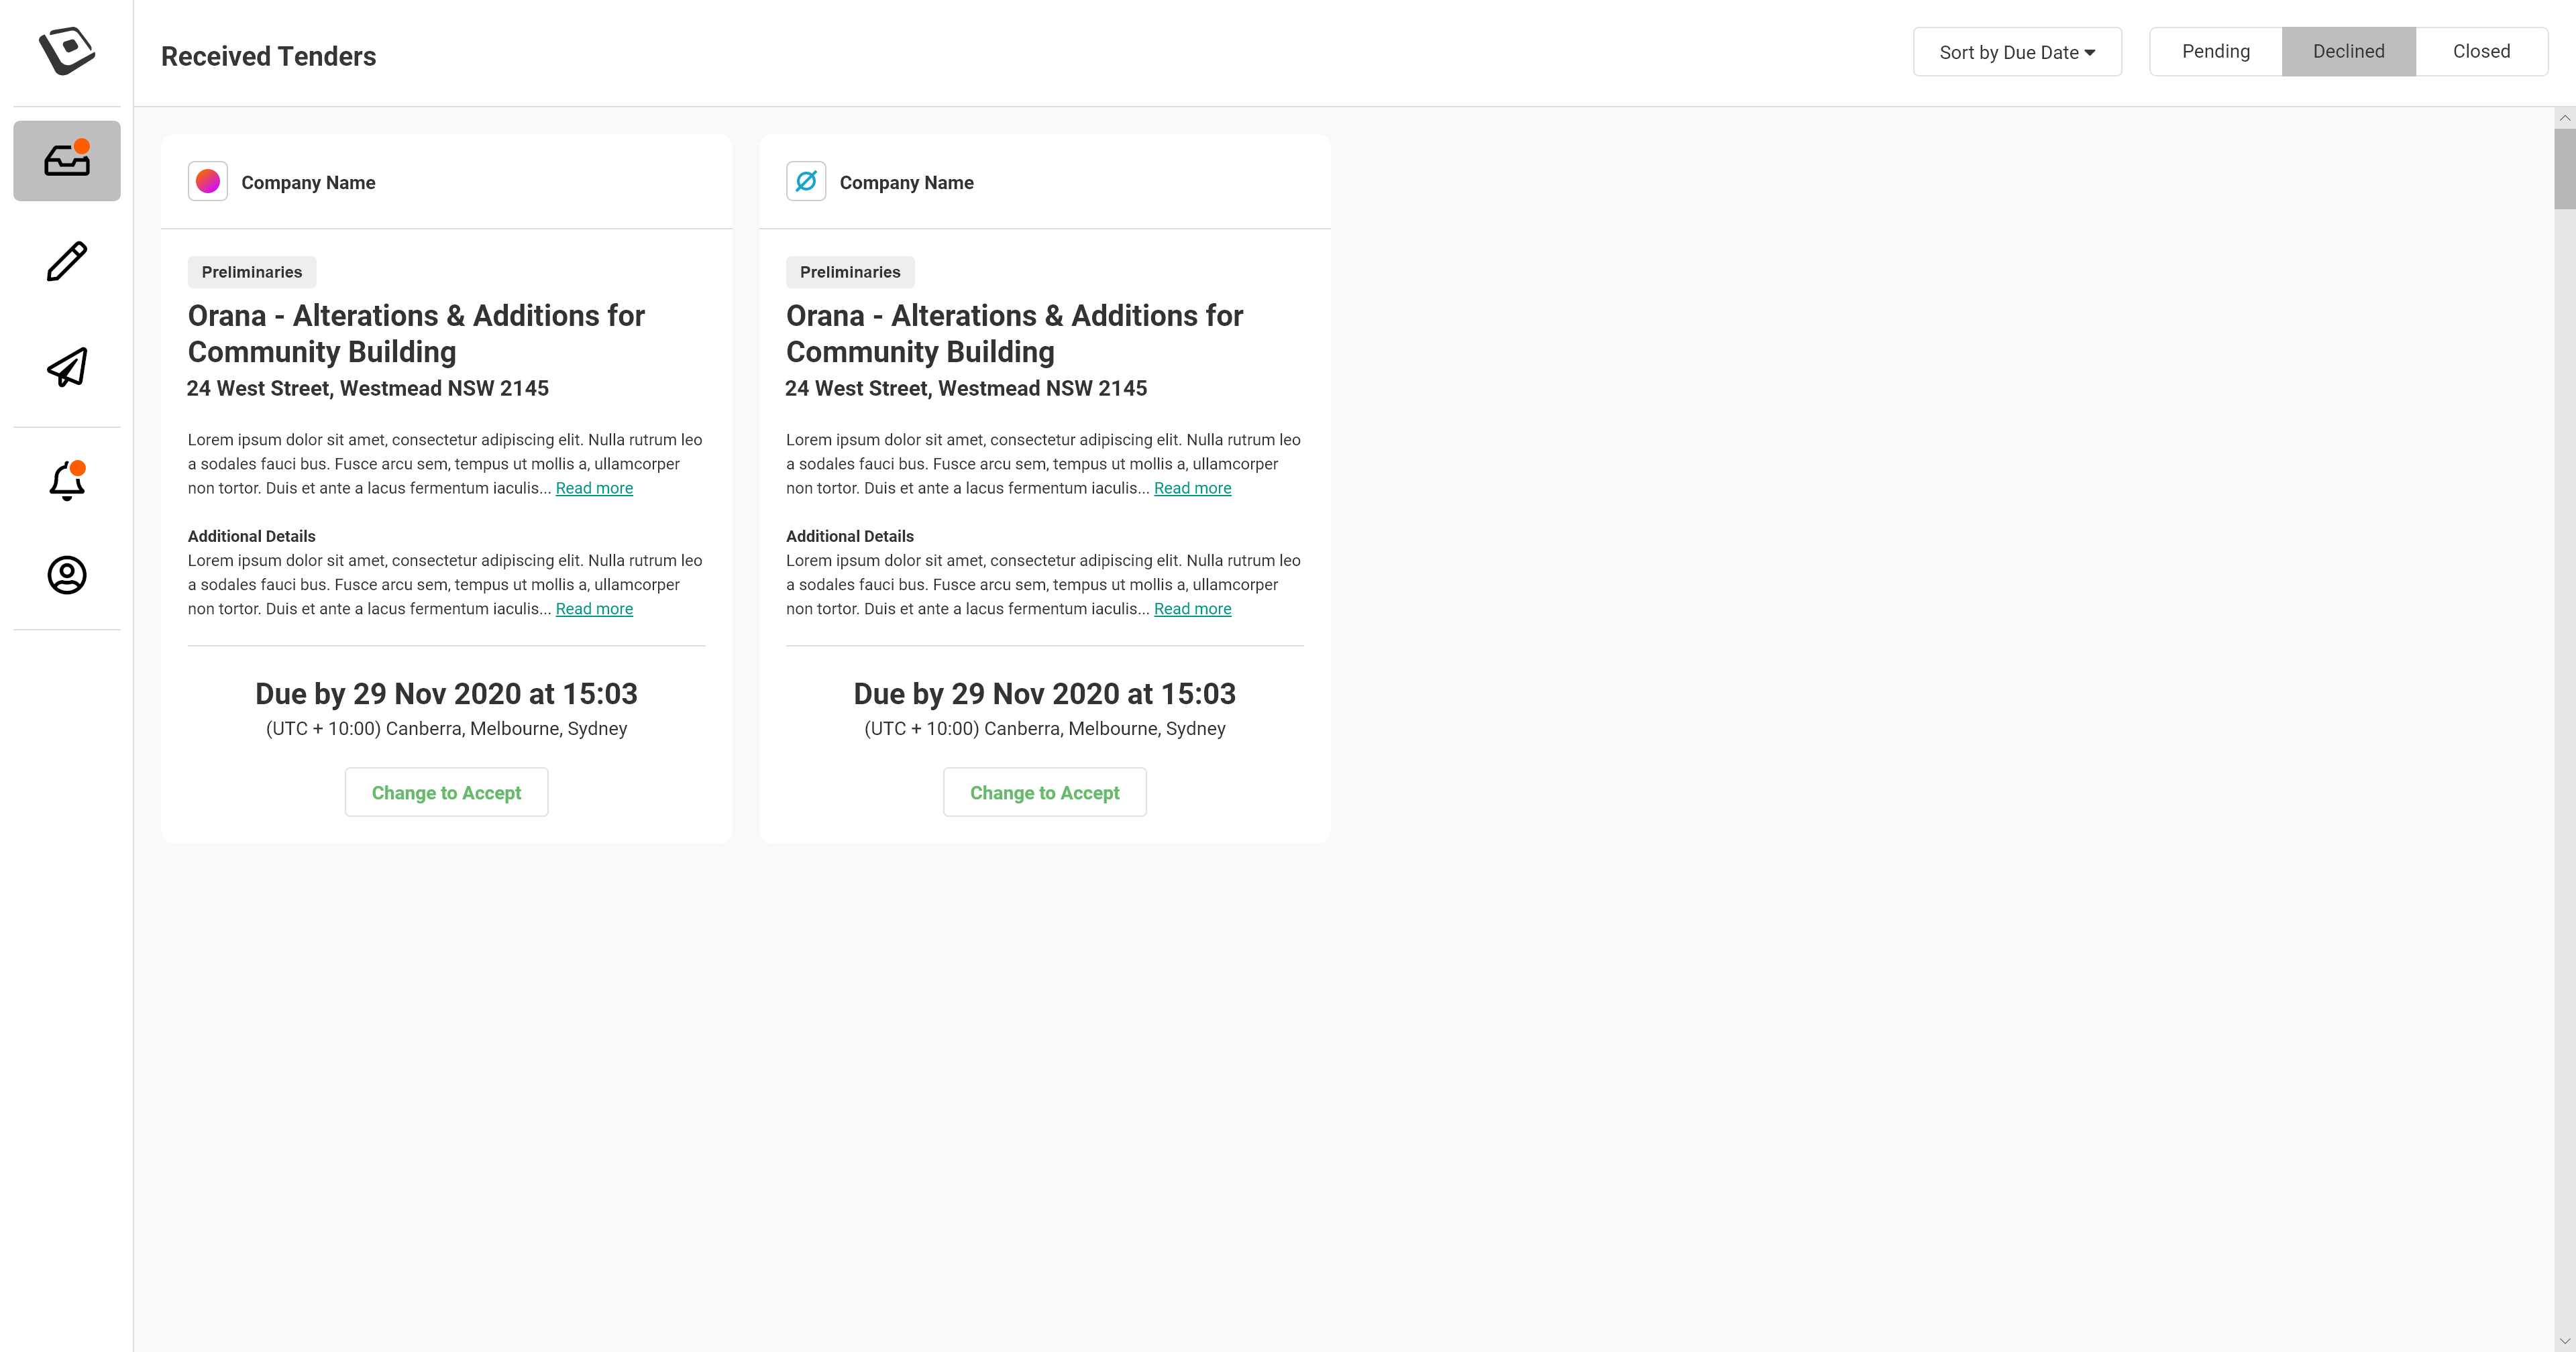 Received Tenders
Sort by Due Date
Pending
Declined
Closed
Company Name
Preliminaries
Orana - Alterations & Additions for
Community Building
24 West Street, Westmead NSW 2145
Lorem ipsum dolor sit amet, consectetur adipiscing elit. Nulla rutrum leo
a sodales fauci bus. Fusce arcu sem, tempus ut mollis a, ullamcorper
non tortor. Duis et ante a lacus fermentum iaculis... Read more
Additional Details
Lorem ipsum dolor sit amet, consectetur adipiscing elit. Nulla rutrum leo
a sodales fauci bus. Fusce arcu sem, tempus ut mollis a, ullamcorper
non tortor. Duis et ante a lacus fermentum iaculis... Read more
Due by 29 Nov 2020 at 15:03
(UTC + 10:00) Canberra, Melbourne, Sydney
Change to Accept
Company Name
Preliminaries
Orana - Alterations & Additions for
Community Building
24 West Street, Westmead NSW 2145
Lorem ipsum dolor sit amet, consectetur adipiscing elit. Nulla rutrum leo
a sodales fauci bus. Fusce arcu sem, tempus ut mollis a, ullamcorper
non tortor. Duis et ante a lacus fermentum iaculis... Read more
Additional Details
Lorem ipsum dolor sit amet, consectetur adipiscing elit. Nulla rutrum leo
a sodales fauci bus. Fusce arcu sem, tempus ut mollis a, ullamcorper
non tortor. Duis et ante a lacus fermentum iaculis... Read more
Due by 29 Nov 2020 at 15:03
(UTC + 10:00) Canberra, Melbourne, Sydney
Change to Accept